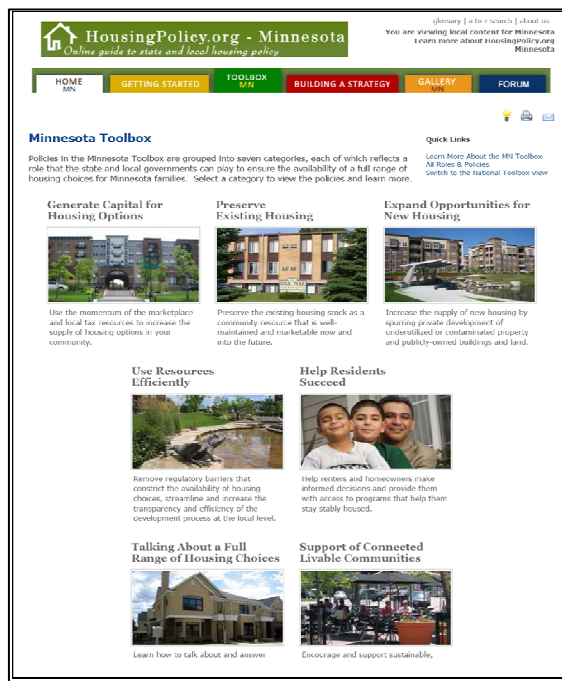 glossary | a to z search | about us
HousingPolicy.org - Minnesota
Online guide to state and local housing policy
You are viewing local content for Minnesota
Learn more about HousingPolicy.org
Minnesota
HOME
MN
GETTING STARTED
TOOLBOX
MN
BUILDING A STRATEGY
GALLERY
MN
FORUM
Minnesota Toolbox
Policies in the Minnesota Toolbox are grouped into seven categories, each of which reflects a
role that the state and local governments can play to ensure the availability of a full range of
housing choices for Minnesota families. Select a category to view the policies and learn more.
Quick Links
Learn More About the MN Toolbox
All Roles & Policies
Switch to the National Toolbox View
Generate Capital for
Housing Options
Use the momentum of the marketplace
and local tax resources to increase the
supply of housing options in your
community.
Preserve
Existing Housing
Preserve the existing housing stock as a
community resource that is well-
maintained and marketable now and
into the future.
Expand Opportunities for
New Housing
Increase the supply of new housing by
spurring private development of
underutilized or contaminated property
and publicly-owned buildings and land.
Use Resources
Efficiently
Remove regulatory barriers that
constrict the availability of housing
choices, streamline and increase the
transparency and efficiency of the
development process at the local level.
Help Residents
Succeed
Help renters and homeowners make
informed decisions and provide them
with access to programs that help them
stay stably housed.
Talking About a Full
Range of Housing Choices
Learn how to talk about and answer
Support of Connected
Livable Communities
Encourage and support sustainable,